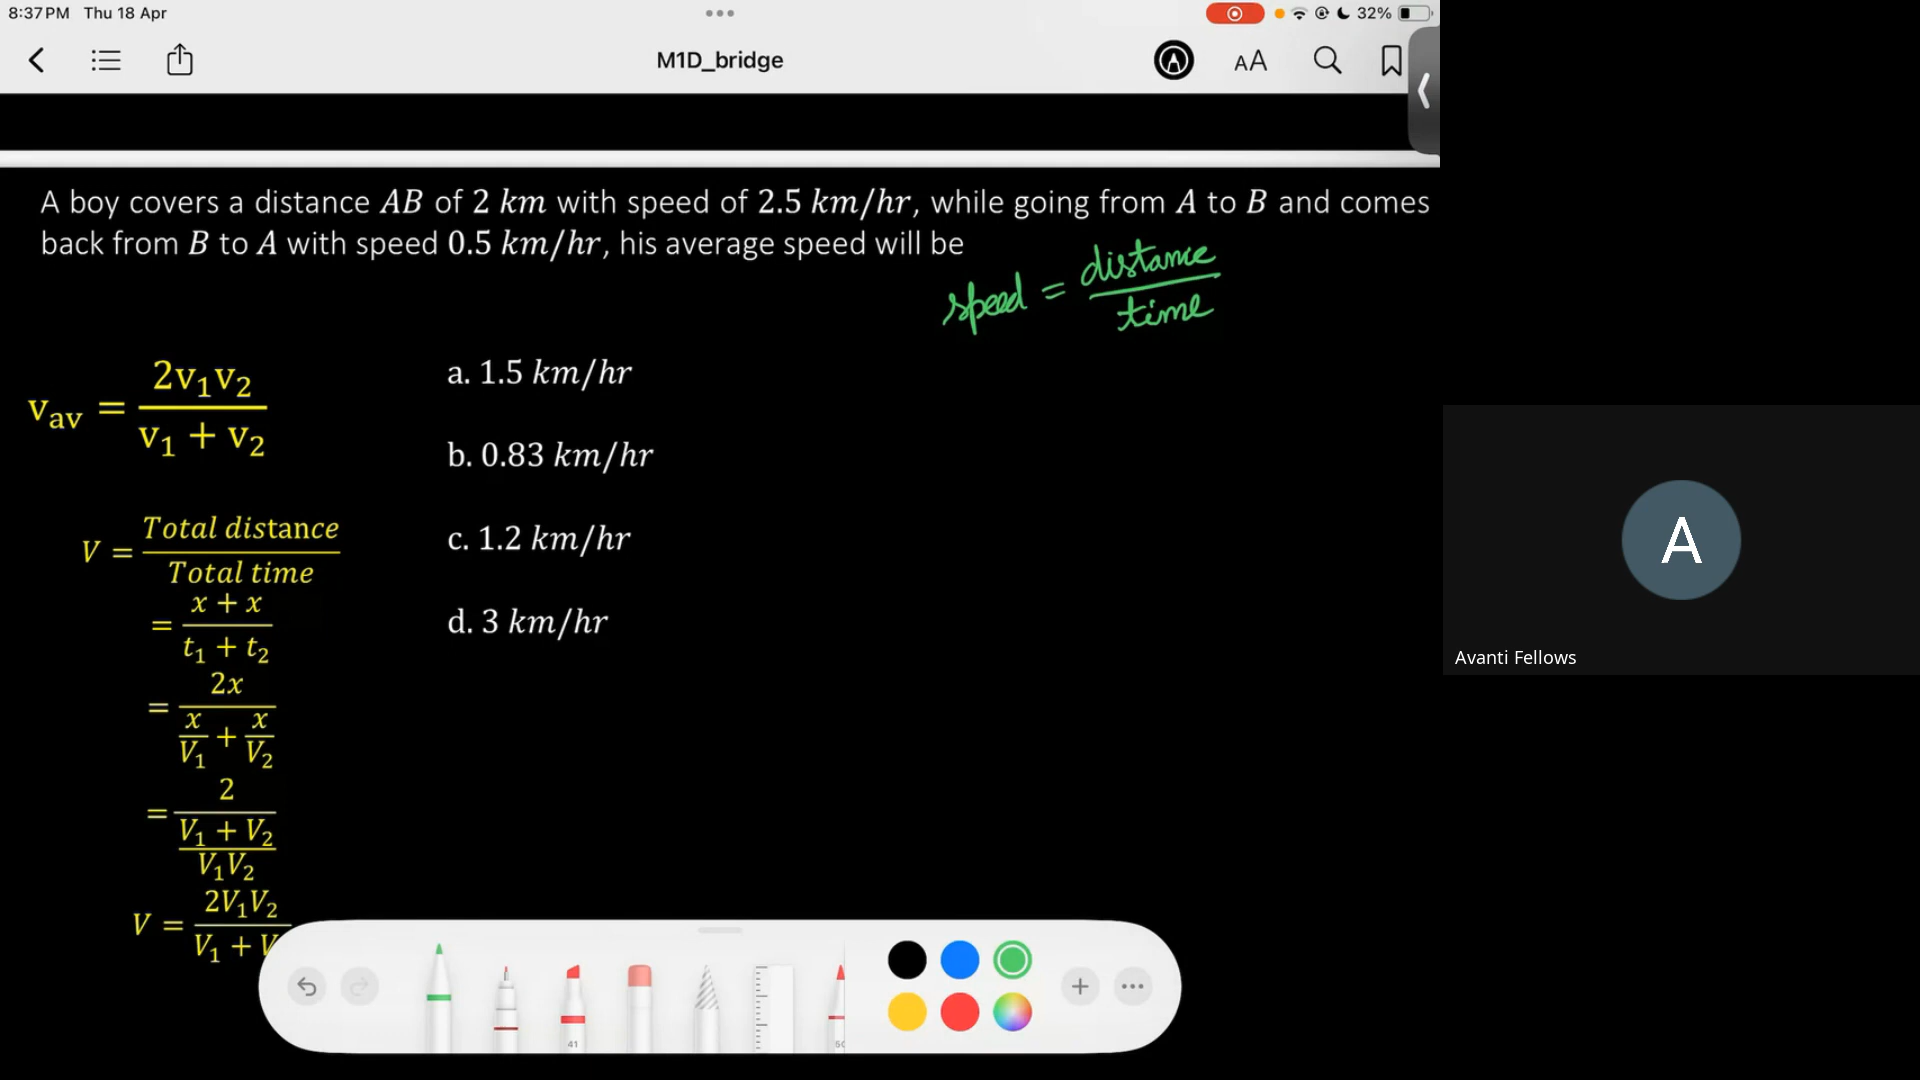 8:37PM Thu 18 Apr
32%
M1D_bridge
AA
A boy covers a distance AB of 2 km with speed of 2.5 km/hr, while going from A to B and comes
back from B to A with speed 0.5 km/hr, his average speed will be
speed = distance / time
v_av = 2v₁v₂ / v₁ + v₂
a. 1.5 km/hr
b. 0.83 km/hr
c. 1.2 km/hr
d. 3 km/hr
V = Total distance / Total time
= x + x / t₁ + t₂
= 2x / x/V₁ + x/V₂
= 2 / V₁ + V₂ / V₁V₂
V = 2V₁V₂ / V₁ + V
41
50
A
Avanti Fellows